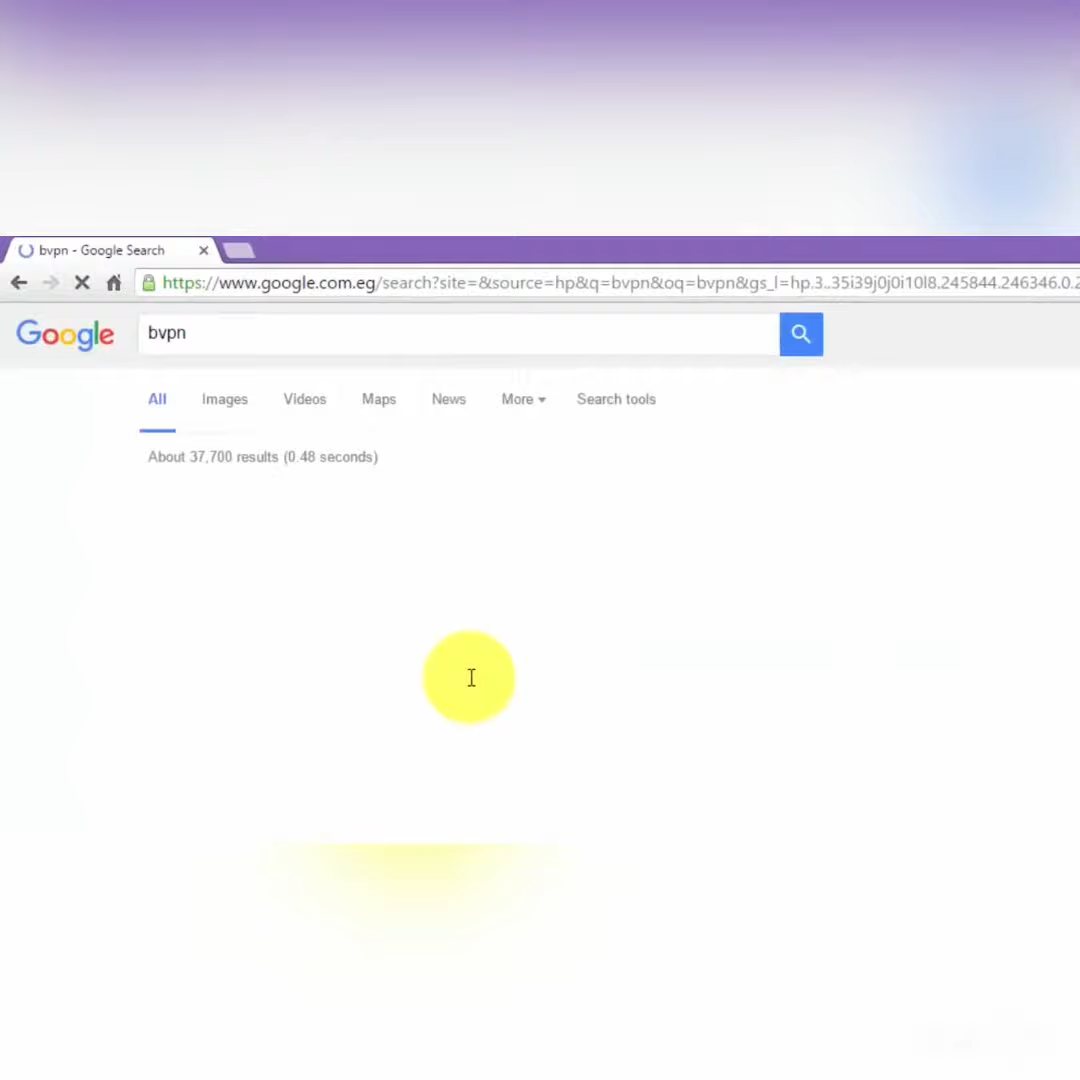 bvpn - Google Search
https://www.google.com.eg/search?site=&source=hp&q=bvpn&oq=bvpn&gs_l=hp.3..35i39j0j0i10l8.245844.246346.0.2
Google bvpn
All Images Videos Maps News More Search tools
About 37,700 results (0.48 seconds)